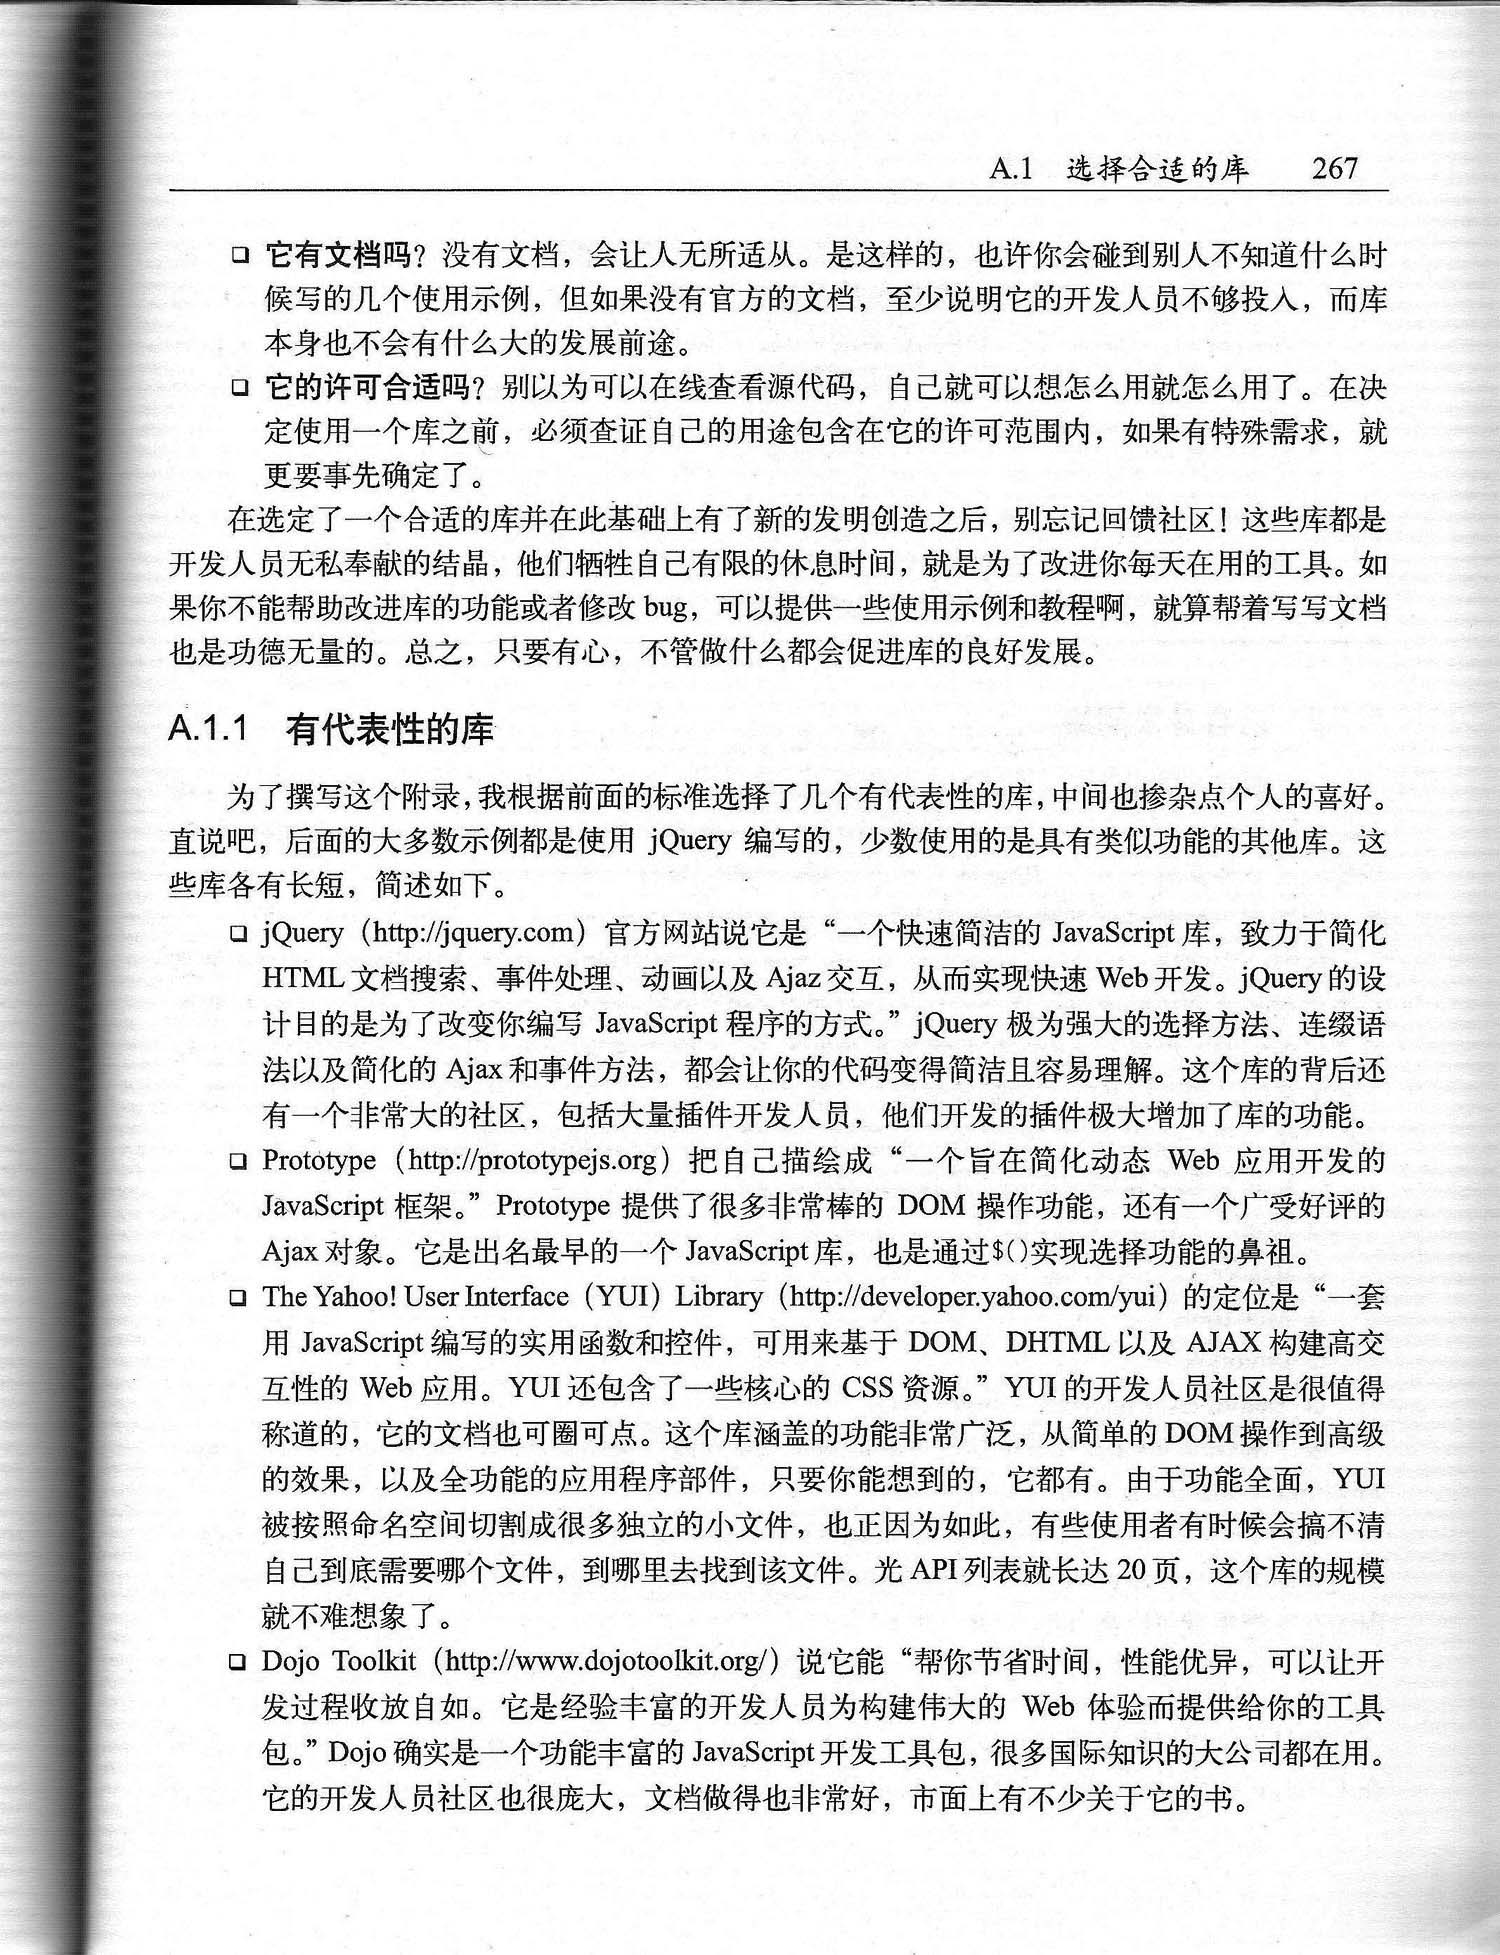 A.1 选择合适的库 267
❑ 它有文档吗？没有文档，会让人无所适从。是这样的，也许你会碰到别人不知道什么时
候写的几个使用示例，但如果没有官方的文档，至少说明它的开发人员不够投入，而库
本身也不会有什么大的发展前途。
❑ 它的许可合适吗？别以为可以在线查看源代码，自己就可以想怎么用就怎么用了。在决
定使用一个库之前，必须查证自己的用途包含在它的许可范围内，如果有特殊需求，就
更要事先确定了。
在选定了一个合适的库并在此基础上有了新的发明创造之后，别忘记回馈社区！这些库都是
开发人员无私奉献的结晶，他们牺牲自己有限的休息时间，就是为了改进你每天在用的工具。如
果你不能帮助改进库的功能或者修改 bug，可以提供一些使用示例和教程啊，就算帮着写写文档
也是功德无量的。总之，只要有心，不管做什么都会促进库的良好发展。
A.1.1 有代表性的库
为了撰写这个附录，我根据前面的标准选择了几个有代表性的库，中间也掺杂点个人的喜好。
直说吧，后面的大多数示例都是使用 jQuery 编写的，少数使用的是具有类似功能的其他库。这
些库各有长短，简述如下。
❑ jQuery（http://jquery.com）官方网站说它是“一个快速简洁的 JavaScript 库，致力于简化
HTML 文档搜索、事件处理、动画以及 Ajaz 交互，从而实现快速 Web 开发。jQuery 的设
计目的是为了改变你编写 JavaScript 程序的方式。”jQuery 极为强大的选择方法、连缀语
法以及简化的 Ajax 和事件方法，都会让你的代码变得简洁且容易理解。这个库的背后还
有一个非常大的社区，包括大量插件开发人员，他们开发的插件极大增加了库的功能。
❑ Prototype（http://prototypejs.org）把自己描绘成“一个旨在简化动态 Web 应用开发的
JavaScript 框架。”Prototype 提供了很多非常棒的 DOM 操作功能，还有一个广受好评的
Ajax 对象。它是出名最早的一个 JavaScript 库，也是通过$()实现选择功能的鼻祖。
❑ The Yahoo! User Interface（YUI）Library（http://developer.yahoo.com/yui）的定位是“一套
用 JavaScript 编写的实用函数和控件，可用来基于 DOM、DHTML 以及 AJAX 构建高交
互性的 Web 应用。YUI 还包含了一些核心的 CSS 资源。”YUI 的开发人员社区是很值得
称道的，它的文档也可圈可点。这个库涵盖的功能非常广泛，从简单的 DOM 操作到高级
的效果，以及全功能的应用程序部件，只要你能想到的，它都有。由于功能全面，YUI
被按照命名空间切割成很多独立的小文件，也正因为如此，有些使用者有时候会搞不清
自己到底需要哪个文件，到哪里去找到该文件。光 API 列表就长达 20 页，这个库的规模
就不难想象了。
❑ Dojo Toolkit（http://www.dojotoolkit.org/）说它能“帮你节省时间，性能优异，可以让开
发过程收放自如。它是经验丰富的开发人员为构建伟大的 Web 体验而提供给你的工具
包。”Dojo 确实是一个功能丰富的 JavaScript 开发工具包，很多国际知识的大公司都在用。
它的开发人员社区也很庞大，文档做得也非常好，市面上有不少关于它的书。